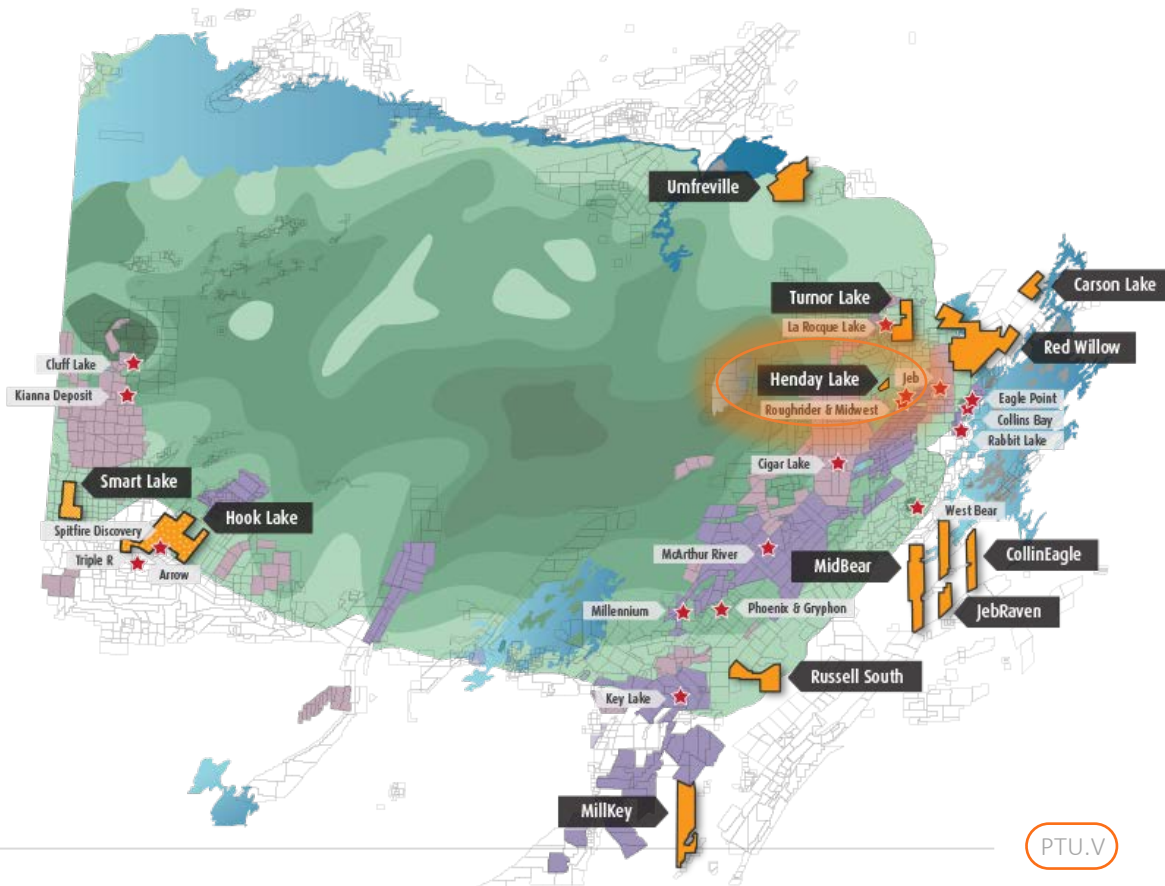 Umfreville
Carson Lake
Turnor Lake
La Rocque Lake
Red Willow
Cluff Lake
Henday Lake
Jeb
Kianna Deposit
Eagle Point
Roughrider & Midwest
Collins Bay
Rabbit Lake
Cigar Lake
Smart Lake
Hook Lake
West Bear
Spitfire Discovery
McArthur River
CollinEagle
Triple R
MidBear
Arrow
Millennium
Phoenix & Gryphon
JebRaven
Russell South
Key Lake
MillKey
PTU.V